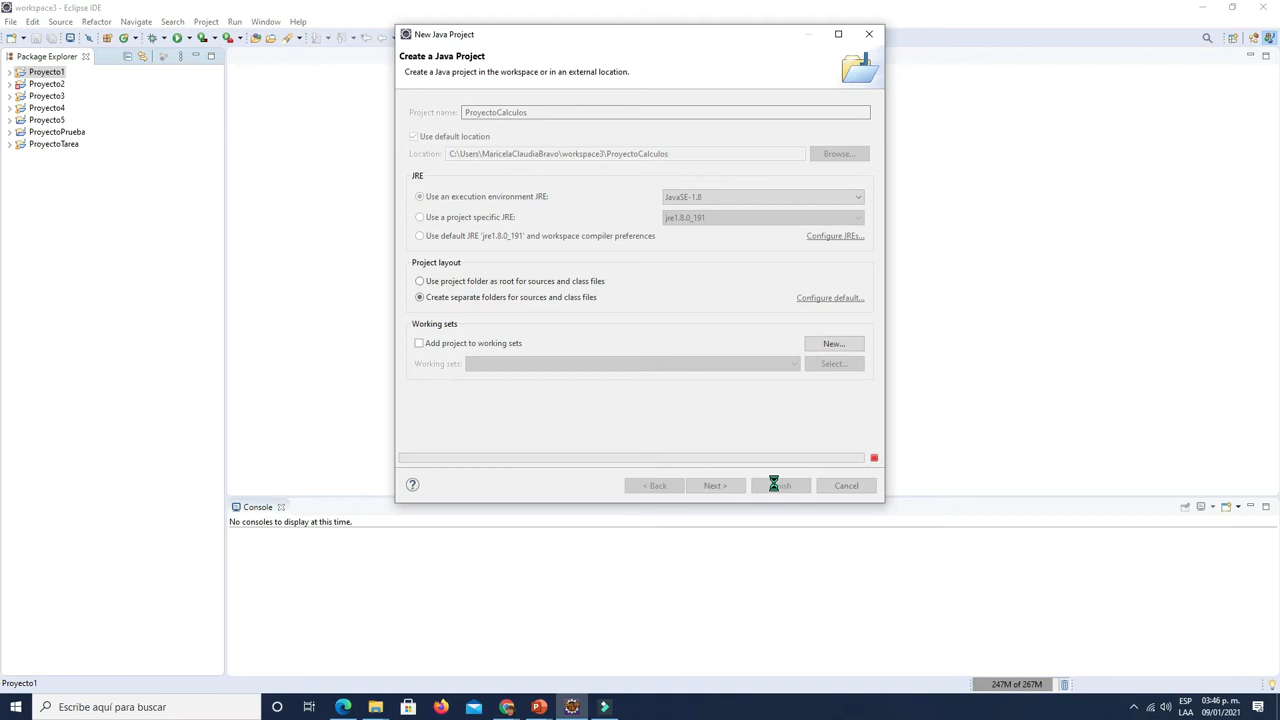 workspace3 - Eclipse IDE
File Edit Source Refactor Navigate Search Project Run Window Help
Package Explorer
Proyecto1
Proyecto2
Proyecto3
Proyecto4
Proyecto5
ProyectoPrueba
ProyectoTarea
New Java Project
Create a Java Project
Create a Java project in the workspace or in an external location.
Project name: ProyectoCalculos
Use default location
Location: C:\Users\MaricelaClaudiaBravo\workspace3\ProyectoCalculos Browse...
JRE
Use an execution environment JRE: JavaSE-1.8
Use a project specific JRE: jre1.8.0_191
Use default JRE 'jre1.8.0_191' and workspace compiler preferences Configure JREs...
Project layout
Use project folder as root for sources and class files
Create separate folders for sources and class files Configure default...
Working sets
Add project to working sets New...
Working sets: Select...
< Back Next > Cancel
Console
No consoles to display at this time.
Proyecto1 247M of 267M
Escribe aquí para buscar
ESP 03:46 p. m.
LAA 09/01/2021